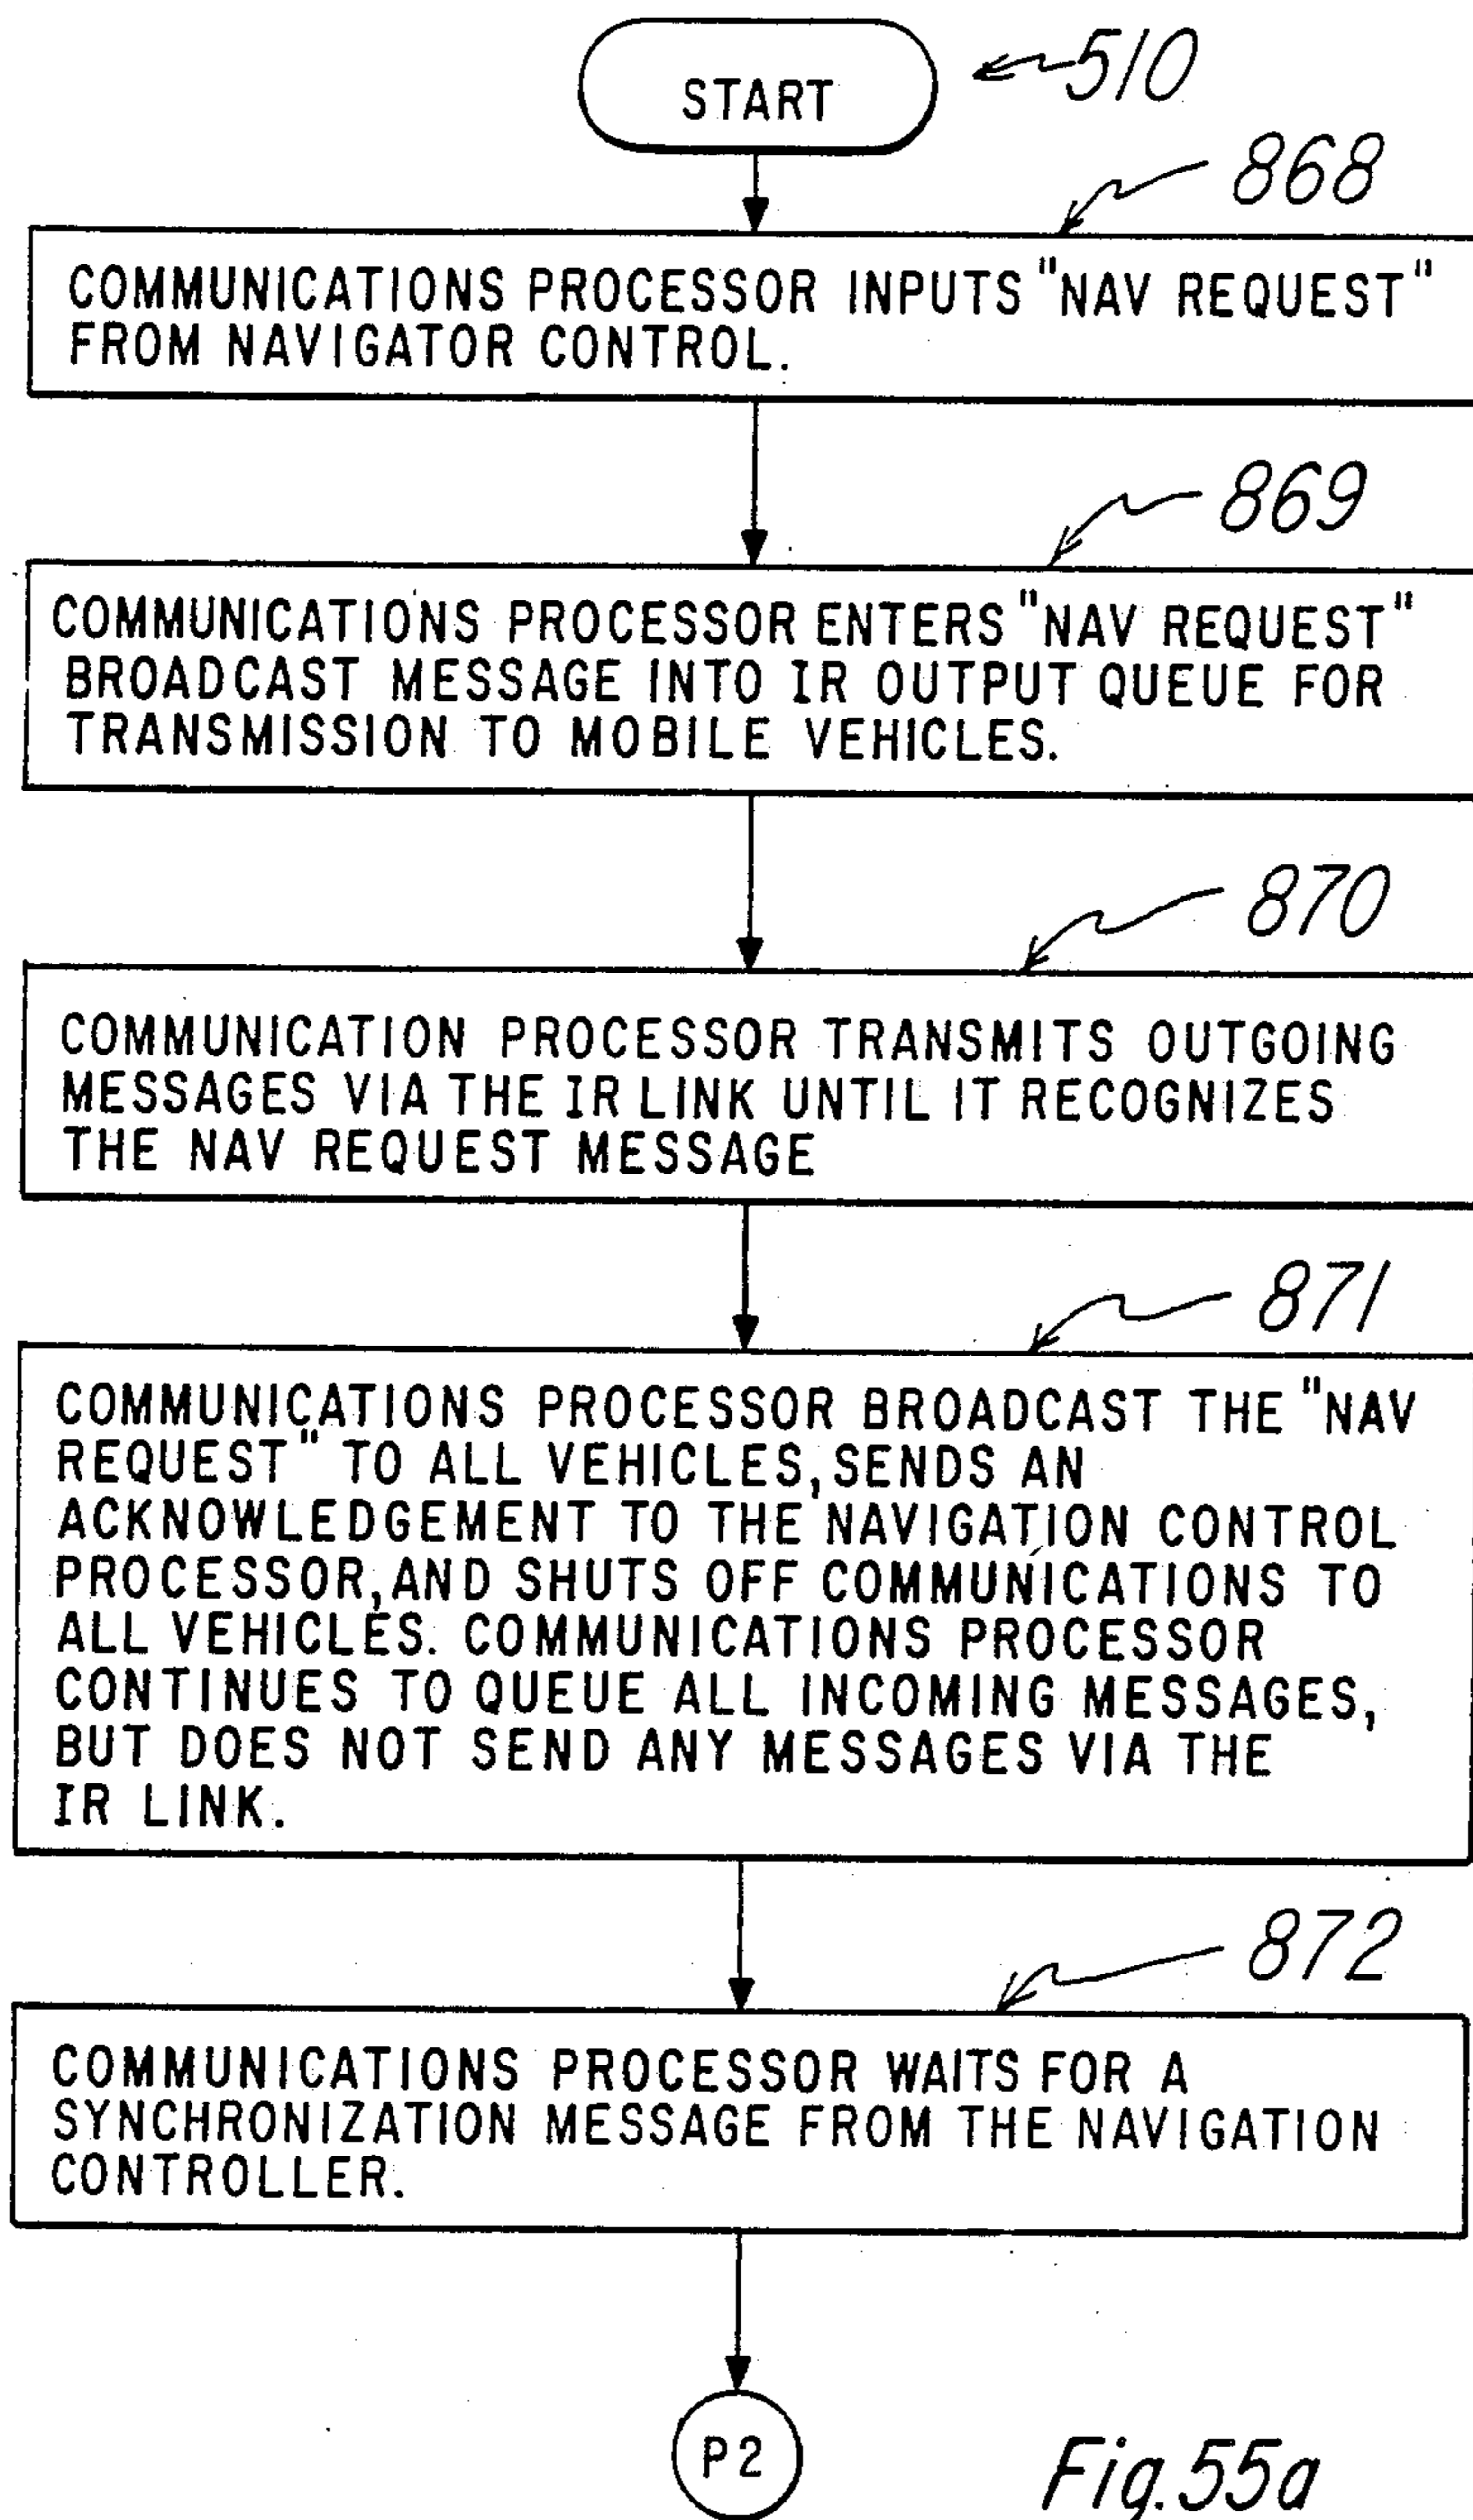 START
510
868
COMMUNICATIONS PROCESSOR INPUTS "NAV REQUEST"
FROM NAVIGATOR CONTROL.
869
COMMUNICATIONS PROCESSOR ENTERS "NAV REQUEST"
BROADCAST MESSAGE INTO IR OUTPUT QUEUE FOR
TRANSMISSION TO MOBILE VEHICLES.
870
COMMUNICATION PROCESSOR TRANSMITS OUTGOING
MESSAGES VIA THE IR LINK UNTIL IT RECOGNIZES
THE NAV REQUEST MESSAGE
871
COMMUNICATIONS PROCESSOR BROADCAST THE "NAV
REQUEST" TO ALL VEHICLES, SENDS AN
ACKNOWLEDGEMENT TO THE NAVIGATION CONTROL
PROCESSOR, AND SHUTS OFF COMMUNICATIONS TO
ALL VEHICLES. COMMUNICATIONS PROCESSOR
CONTINUES TO QUEUE ALL INCOMING MESSAGES,
BUT DOES NOT SEND ANY MESSAGES VIA THE
IR LINK.
872
COMMUNICATIONS PROCESSOR WAITS FOR A
SYNCHRONIZATION MESSAGE FROM THE NAVIGATION
CONTROLLER.
P2
Fig. 55a